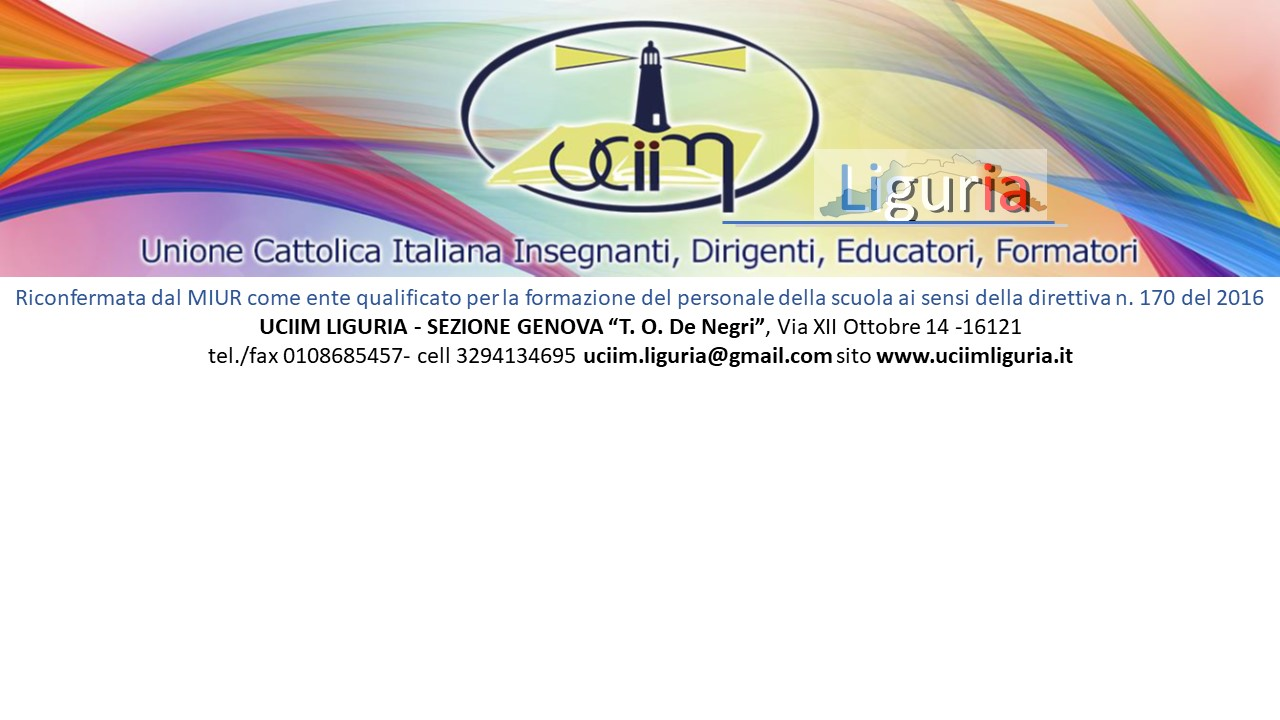 uciim
Liguria
Unione Cattolica Italiana Insegnanti, Dirigenti, Educatori, Formatori
Riconfermata dal MIUR come ente qualificato per la formazione del personale della scuola ai sensi della direttiva n. 170 del 2016
UCIIM LIGURIA - SEZIONE GENOVA “T. O. De Negri”, Via XII Ottobre 14 -16121
tel./fax 0108685457- cell 3294134695 uciim.liguria@gmail.com sito www.uciimliguria.it